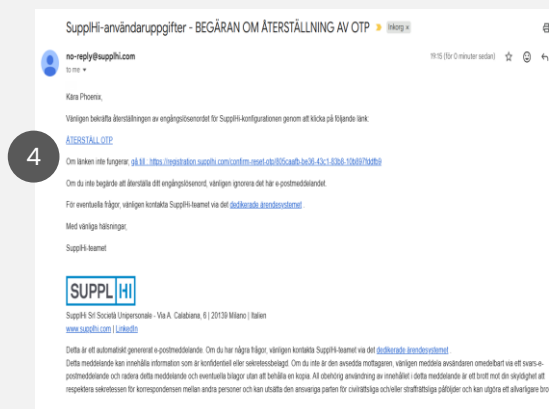 SupplHi-användaruppgifter - BEGÄRAN OM ÅTERSTÄLLNING AV OTP Inkorg x
no-reply@supplhi.com 19:15 (för 0 minuter sedan)
to me
Kära Phoenix,
Vänligen bekräfta återställningen av engångslösenordet för SupplHi-konfigurationen genom att klicka på följande länk:
ÅTERSTÄLL OTP
4
Om länken inte fungerar, gå till : https://registration.supplhi.com/confirm-reset-otp/
Om du inte begärde att återställa ditt engångslösenord, vänligen ignorera det här e-postmeddelandet.
För eventuella frågor, vänligen kontakta SupplHi-teamet via det dedikerade ärendesystemet .
Med vänliga hälsningar,
SupplHi-teamet
SUPPL HI
SupplHi Srl Società Unipersonale - Via A. Calabiana, 6 | 20139 Milano | Italien
www.supplhi.com | LinkedIn
Detta är ett automatiskt genererat e-postmeddelande. Om du har några frågor, vänligen kontakta SupplHi-teamet via det dedikerade ärendesystemet .
Detta meddelande kan innehålla information som är konfidentiell eller sekretessbelagd. Om du inte är den avsedda mottagaren, vänligen meddela avsändaren omedelbart via ett svars-e-
postmeddelande och radera detta meddelande och eventuella bilagor utan att behålla en kopia. All obehörig användning av innehållet i detta meddelande är ett brott mot din skyldighet att
respektera sekretessen för korrespondensen mellan andra personer och kan utsätta den ansvariga parten för civilrättsliga och/eller straffrättsliga påföljder och kan utgöra ett allvarligare bro